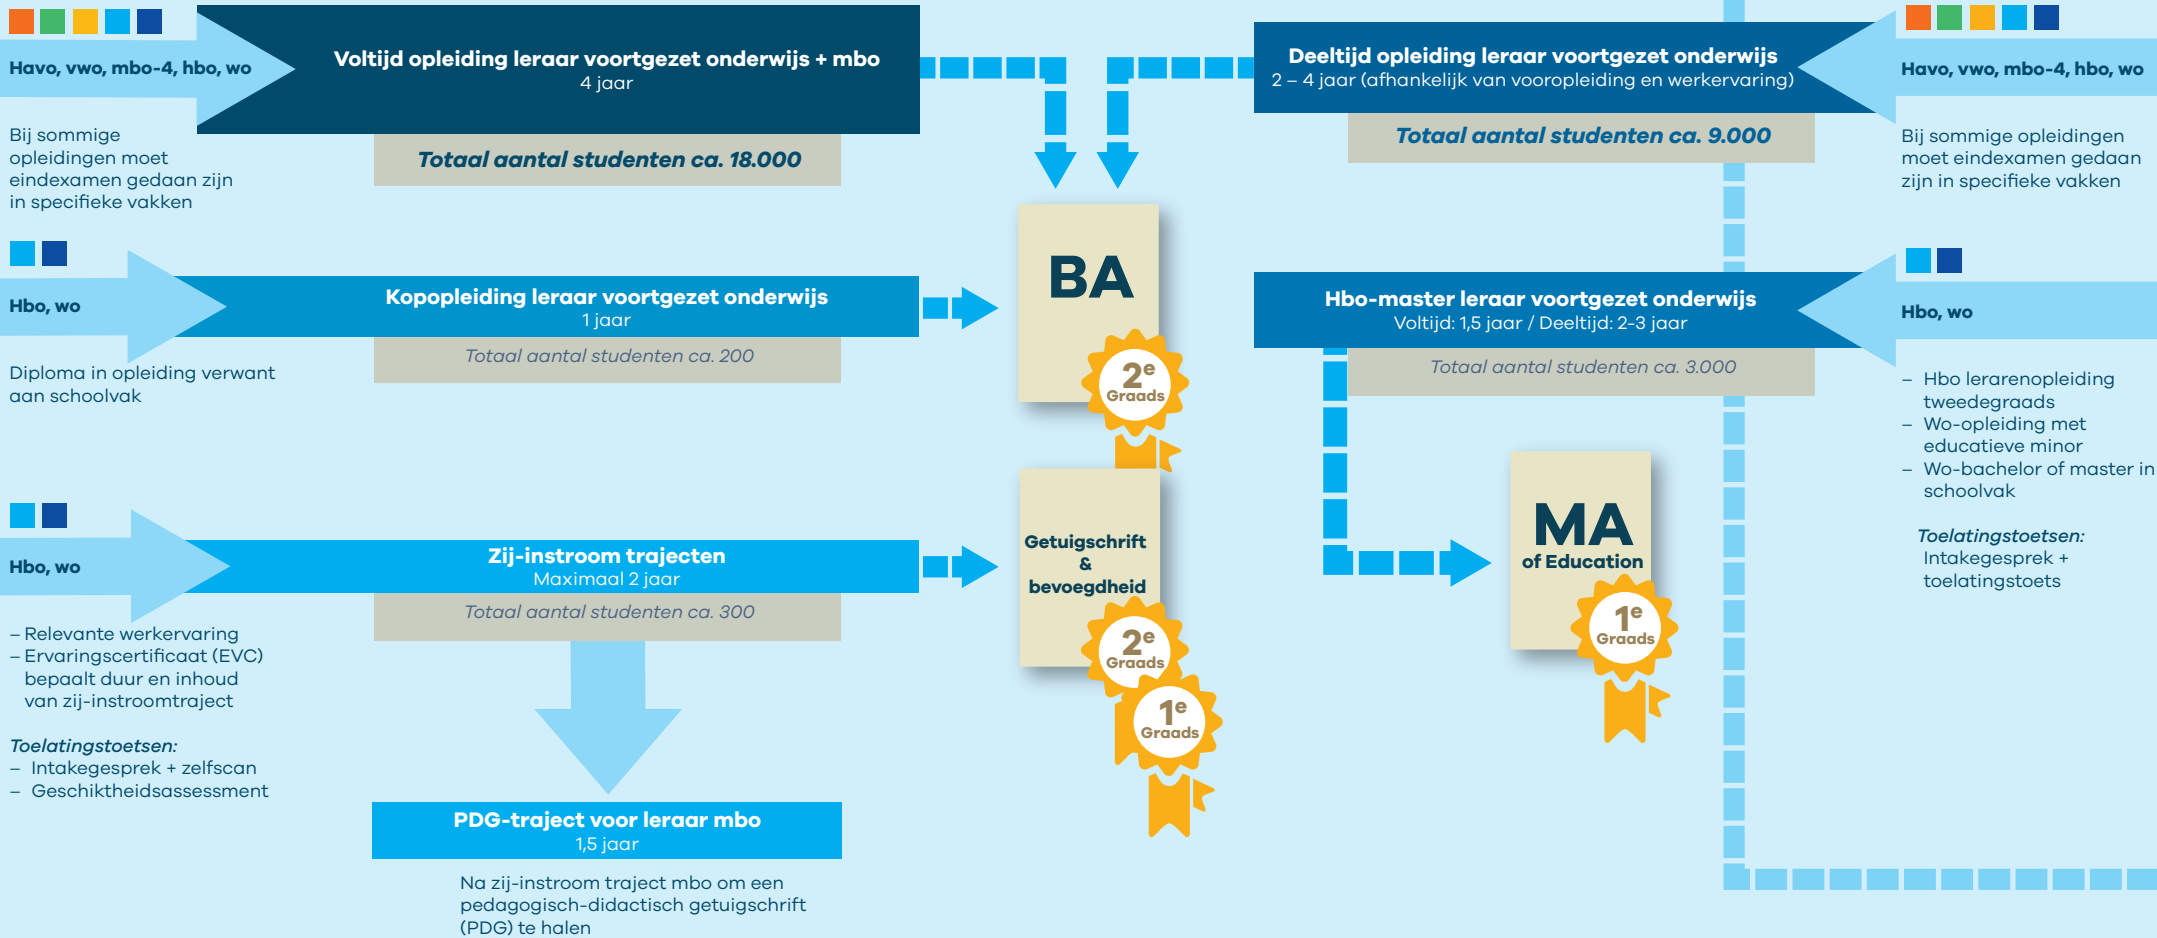 Havo, vwo, mbo-4, hbo, wo
Voltijd opleiding leraar voortgezet onderwijs + mbo
4 jaar
Totaal aantal studenten ca. 18.000
Bij sommige
opleidingen moet
eindexamen gedaan zijn
in specifieke vakken
Deeltijd opleiding leraar voortgezet onderwijs
2 – 4 jaar (afhankelijk van vooropleiding en werkervaring)
Totaal aantal studenten ca. 9.000
Havo, vwo, mbo-4, hbo, wo
Bij sommige opleidingen
moet eindexamen gedaan
zijn in specifieke vakken
Hbo, wo
Kopopleiding leraar voortgezet onderwijs
1 jaar
Totaal aantal studenten ca. 200
Diploma in opleiding verwant
aan schoolvak
BA
2e
Graads
Hbo-master leraar voortgezet onderwijs
Voltijd: 1,5 jaar / Deeltijd: 2-3 jaar
Totaal aantal studenten ca. 3.000
Hbo, wo
– Hbo lerarenopleiding
tweedegraads
– Wo-opleiding met
educatieve minor
– Wo-bachelor of master in
schoolvak
Toelatingstoetsen:
Intakegesprek +
toelatingstoets
Hbo, wo
Zij-instroom trajecten
Maximaal 2 jaar
Totaal aantal studenten ca. 300
– Relevante werkervaring
– Ervaringscertificaat (EVC)
bepaalt duur en inhoud
van zij-instroomtraject
Toelatingstoetsen:
– Intakegesprek + zelfscan
– Geschiktheidsassessment
Getuigschrift
&
bevoegdheid
2e
Graads
1e
Graads
MA
of Education
1e
Graads
PDG-traject voor leraar mbo
1,5 jaar
Na zij-instroom traject mbo om een
pedagogisch-didactisch getuigschrift
(PDG) te halen